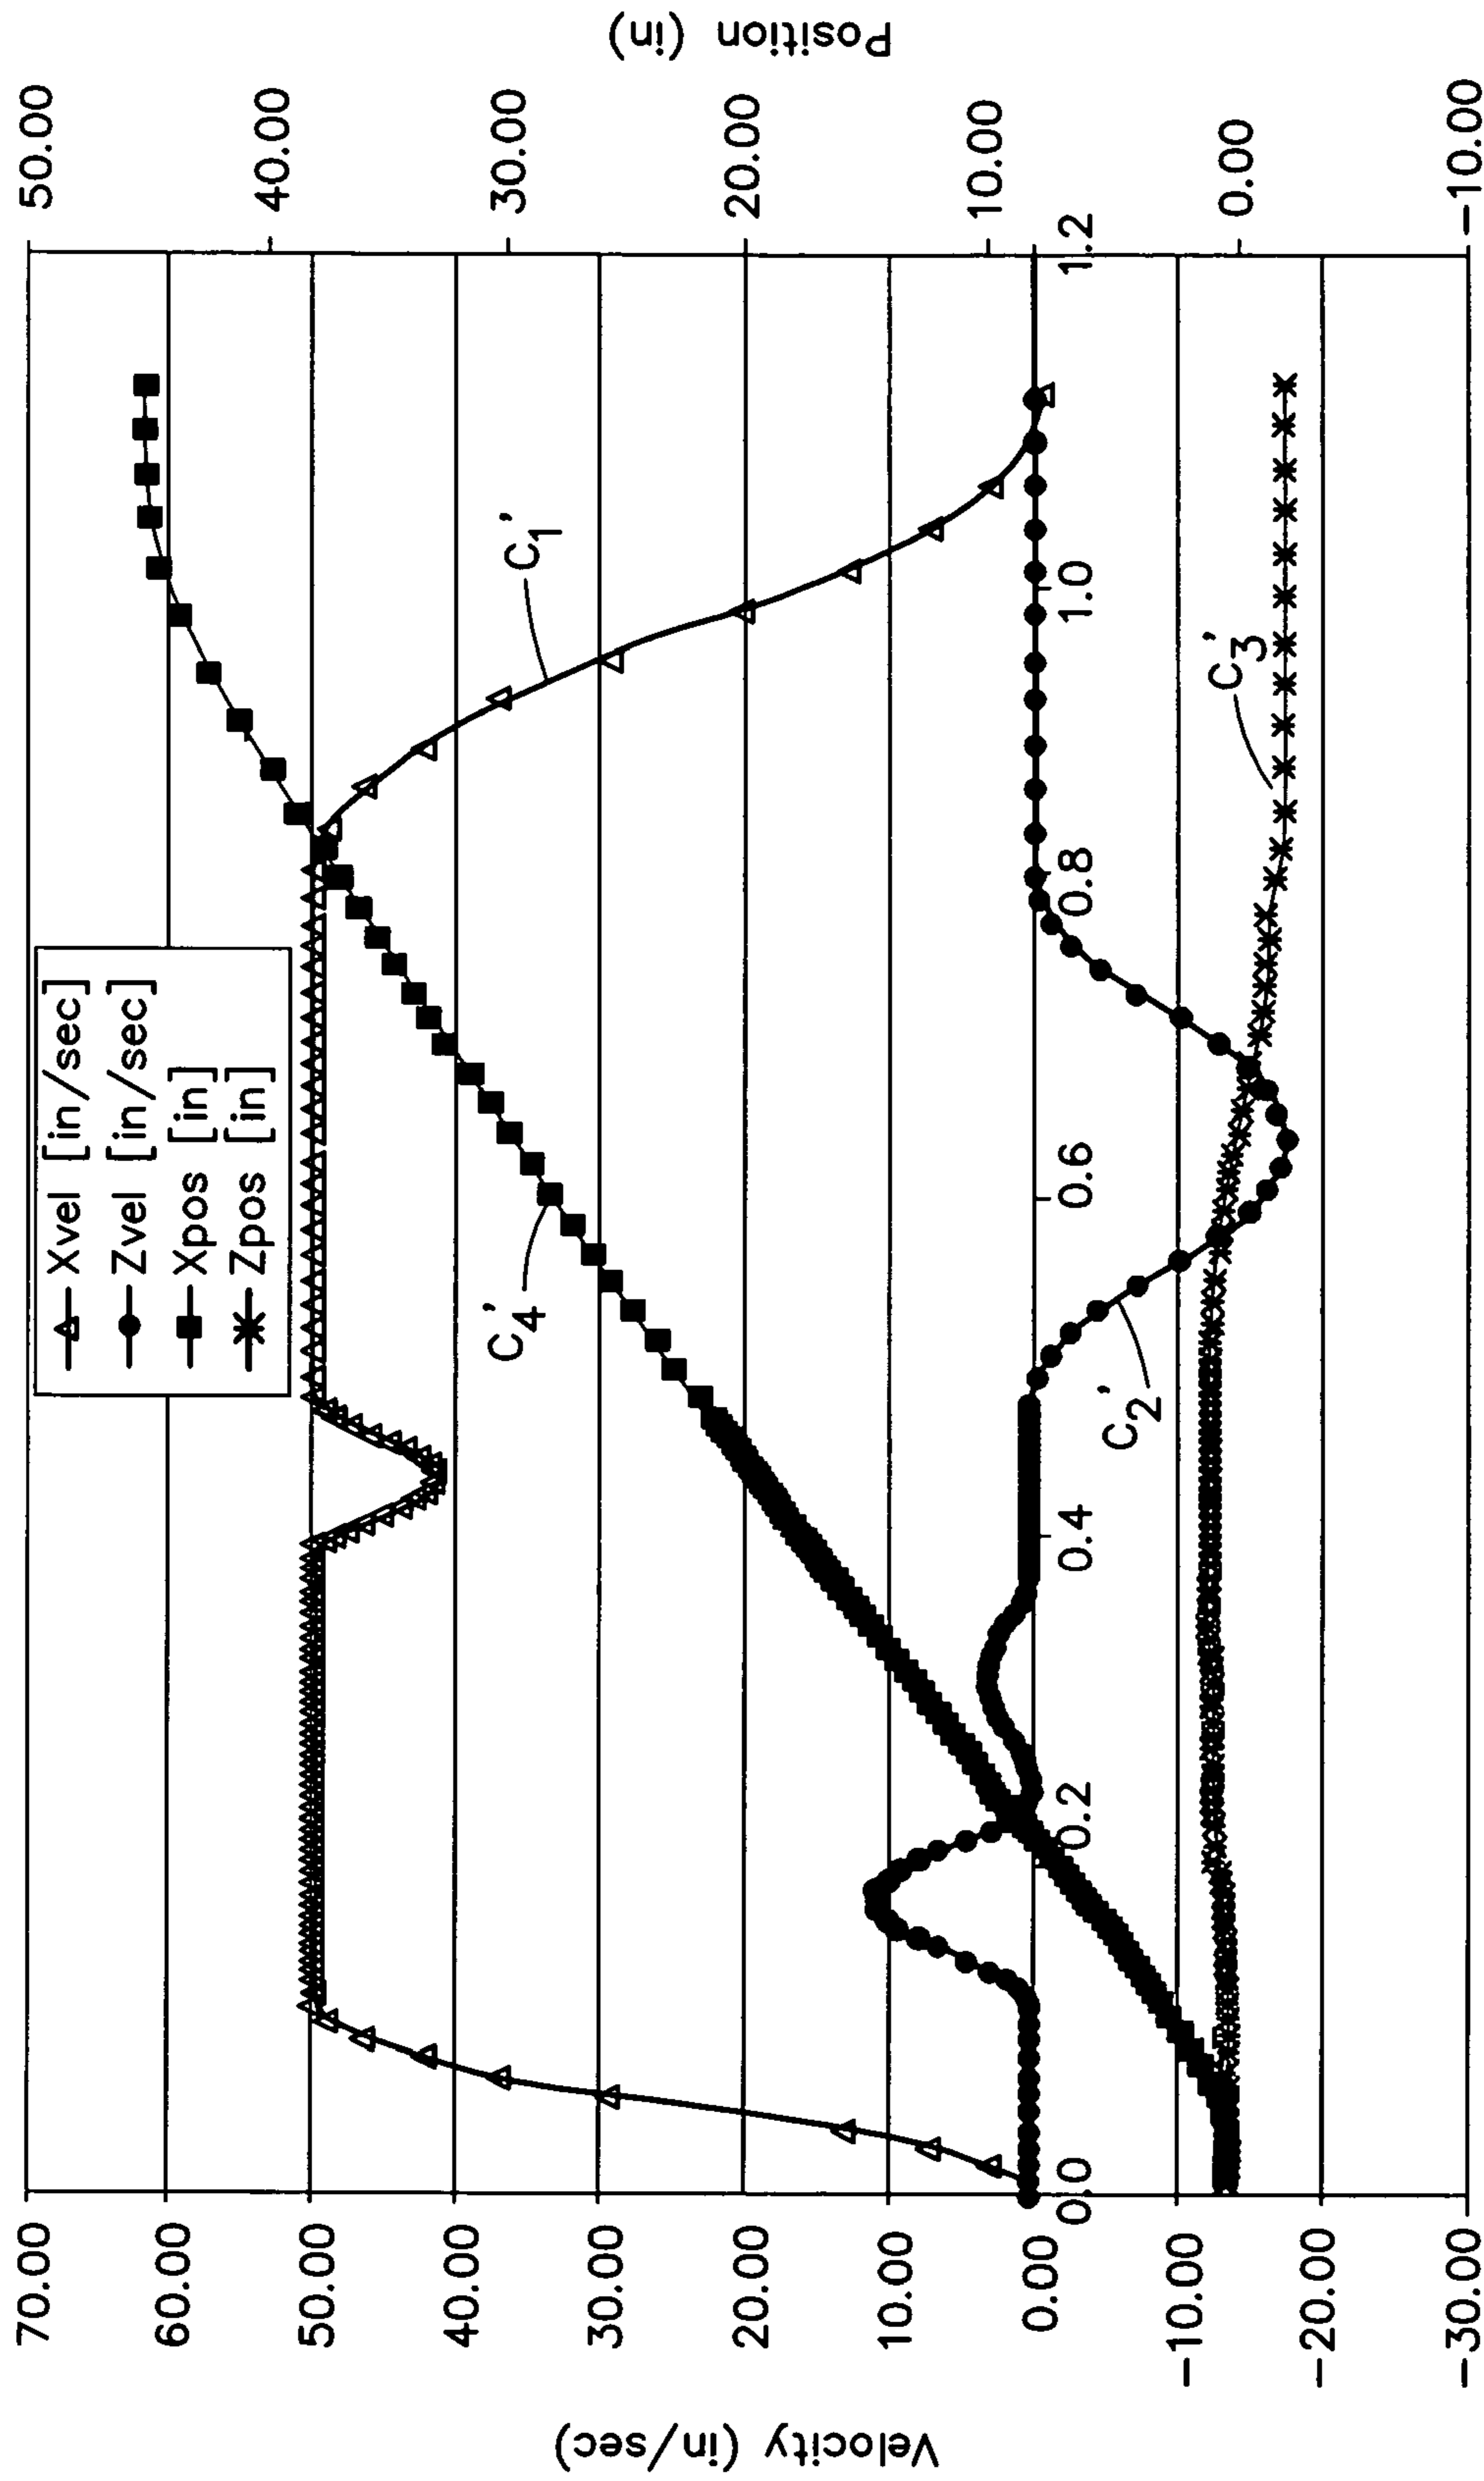 Velocity (in/sec)
70.00
60.00
50.00
40.00
30.00
20.00
10.00
0.00
-10.00
-20.00
-30.00
Xvel [in/sec]
Zvel [in/sec]
Xpos [in]
Zpos [in]
C4'
C1'
C2'
C3'
0.0
0.2
0.4
0.6
0.8
1.0
1.2
50.00
40.00
30.00
20.00
10.00
0.00
-10.00
Position (in)